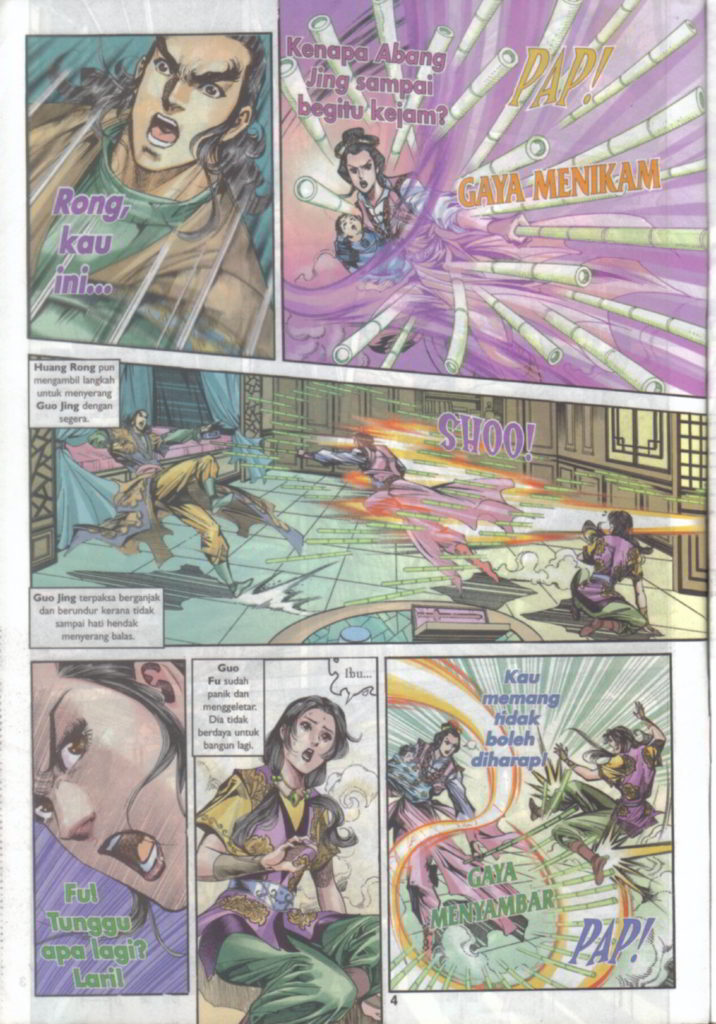 Rong,
kau
ini...
Kenapa Abang
Jing sampai
begitu kejam?
PAP!
GAYA MENIKAM
Huang Rong pun
mengambil langkah
untuk menyerang
Guo Jing dengan
segera.
SHOO!
Guo Jing terpaksa berganjak
dan berundur kerana tidak
sampai hati hendak
menyerang balas.
Fu!
Tunggu
apa lagi?
Lari!
Guo
Fu sudah
panik dan
menggeletar.
Dia tidak
berdaya untuk
bangun lagi.
Ibu...
Kau
memang
tidak
boleh
diharap!
GAYA
MENYAMBAR
PAP!
4